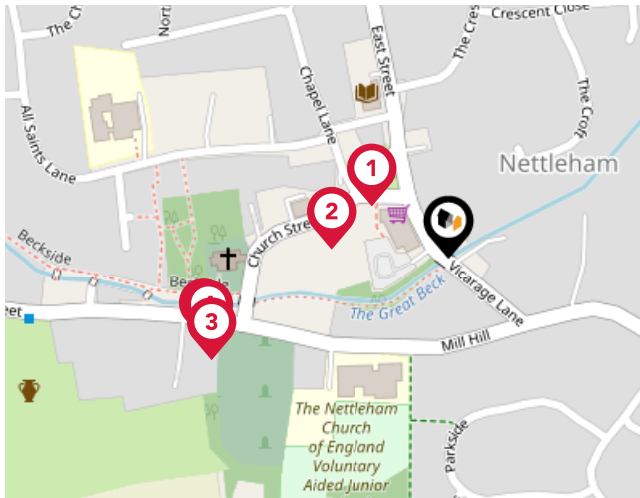 The C
North
Crescent Close
East Street
The Cres
Chapel Lane
The Croft
All Saints Lane
1
Nettleham
2
Church Stre
Beckside
Beckside
Vicarage Lane
The Great Beck
3
eet
Mill Hill
The Nettleham
Church
of England
Voluntary
Aided Junior
Parkside